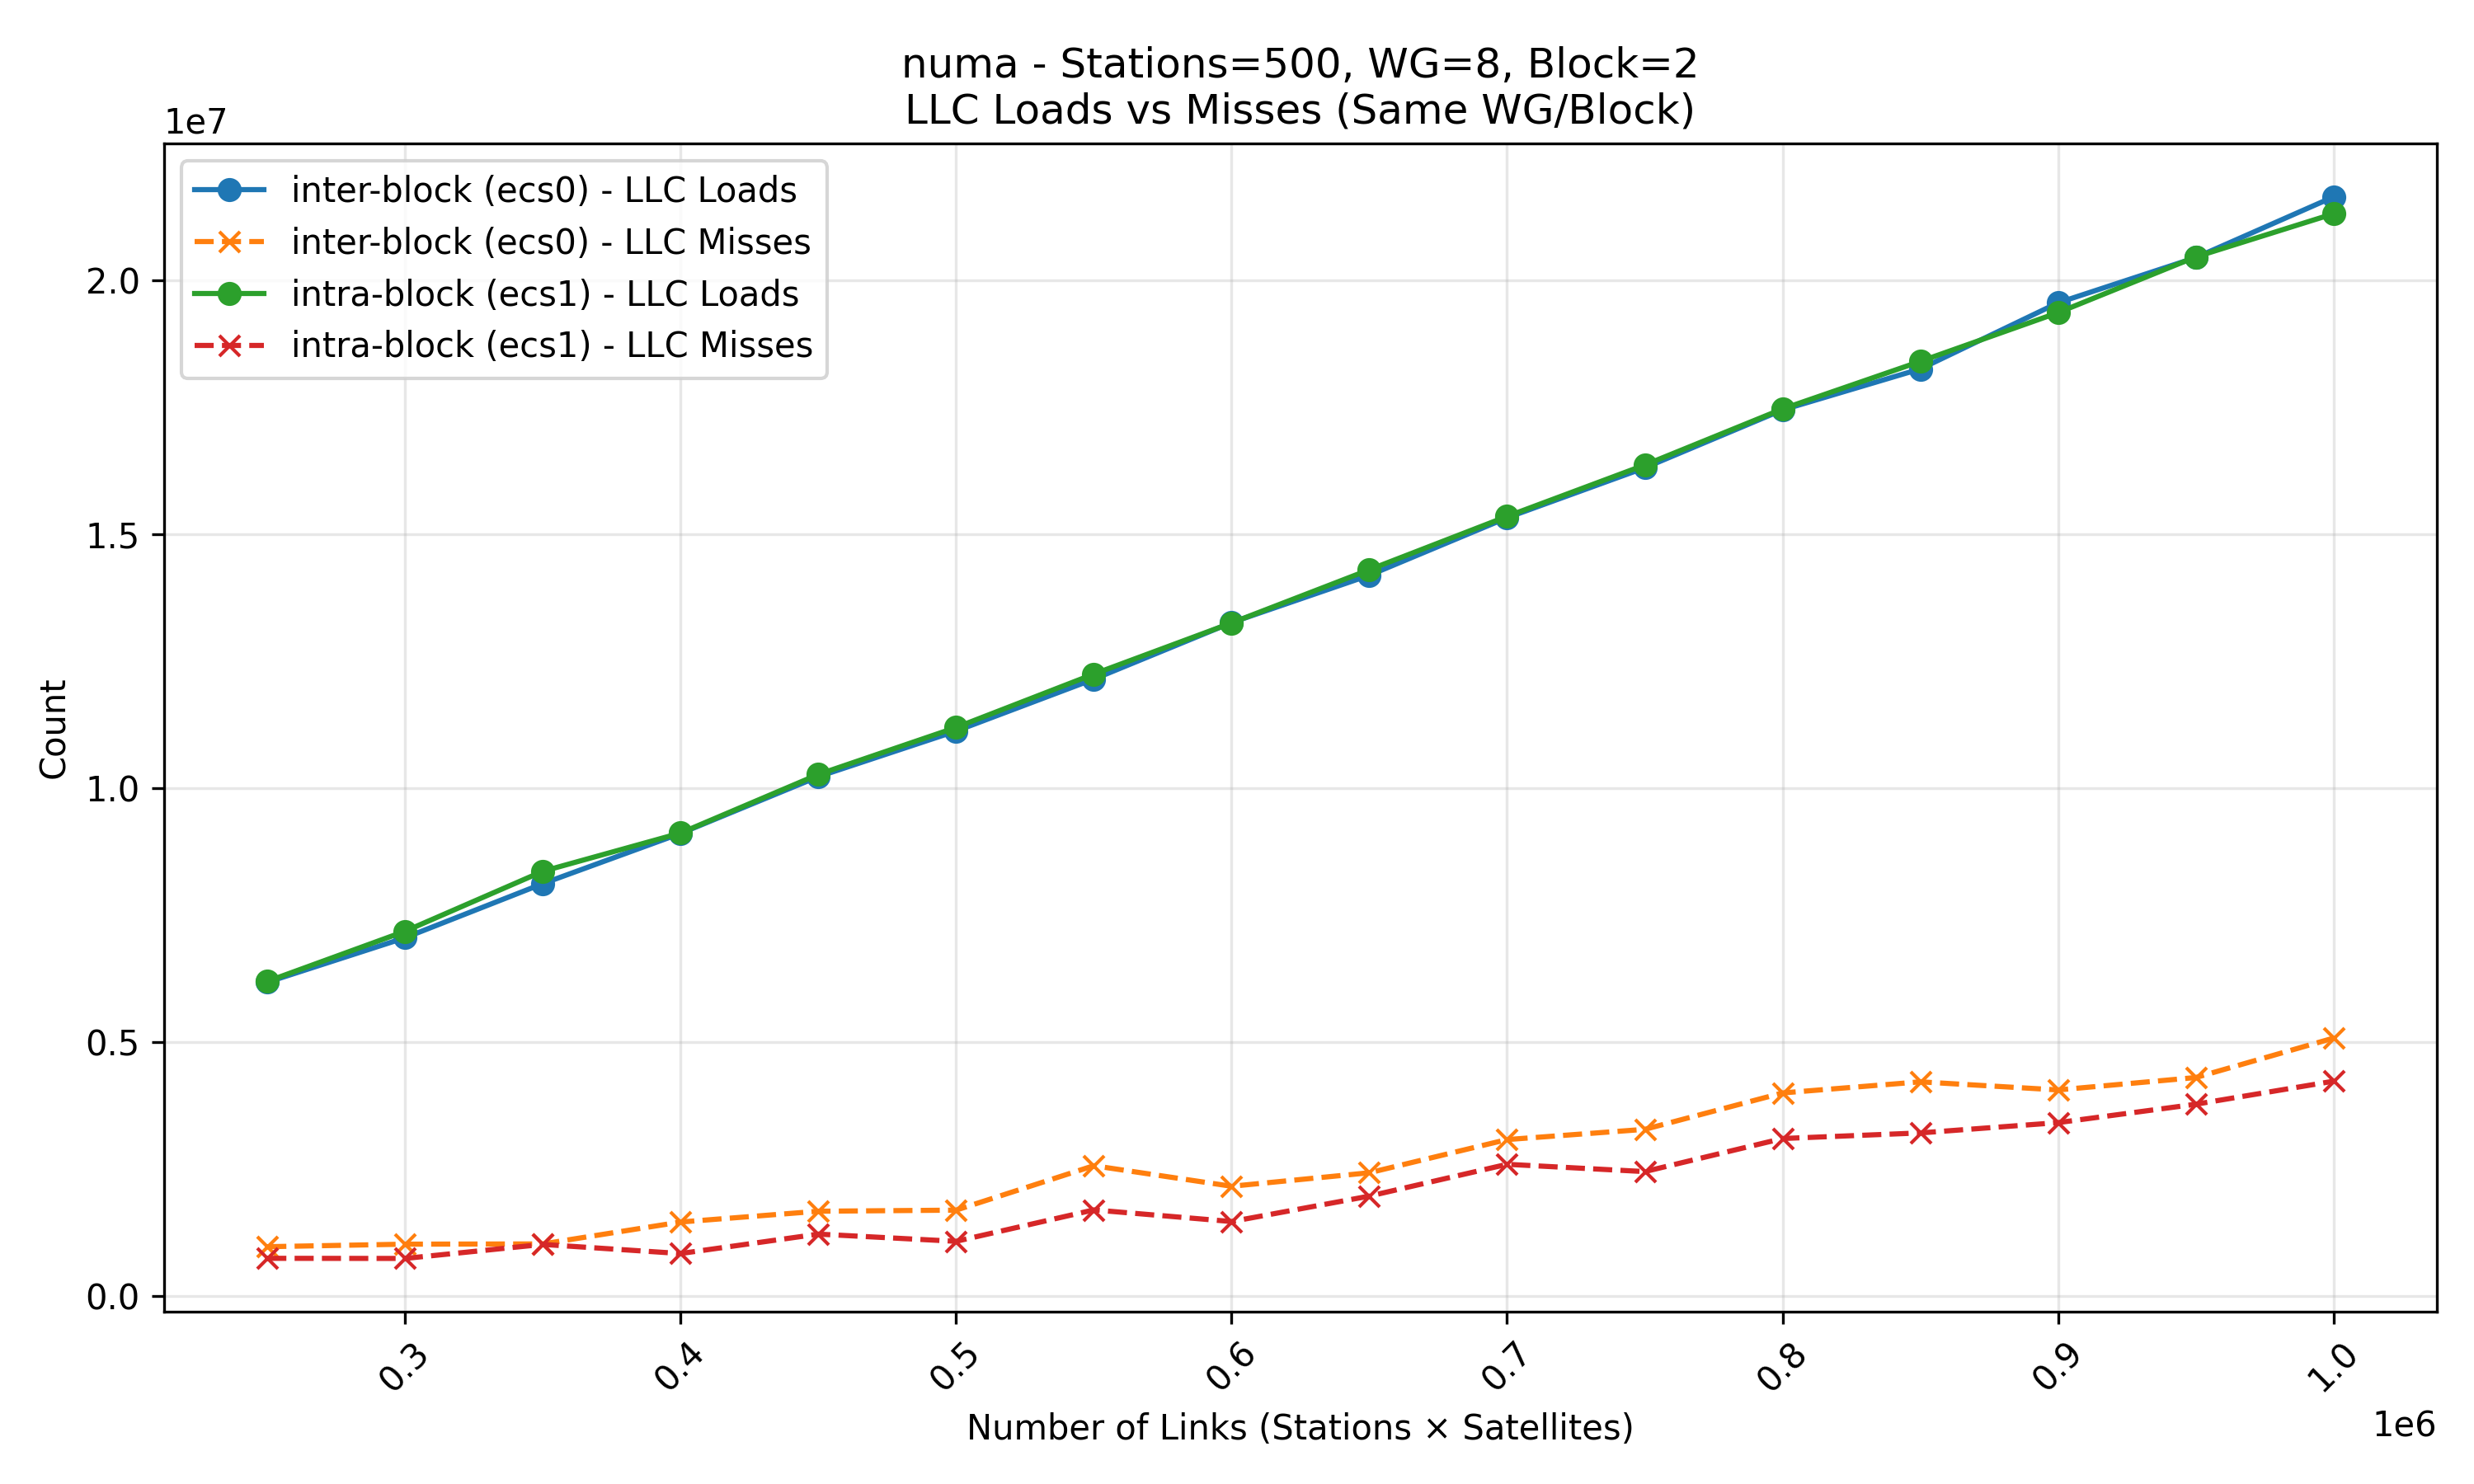 numa - Stations=500, WG=8, Block=2
LLC Loads vs Misses (Same WG/Block)
1e7
inter-block (ecs0) - LLC Loads
inter-block (ecs0) - LLC Misses
intra-block (ecs1) - LLC Loads
intra-block (ecs1) - LLC Misses
2.0
1.5
1.0
0.5
0.0
Count
0.3
0.4
0.5
0.6
0.7
0.8
0.9
1.0
1e6
Number of Links (Stations × Satellites)